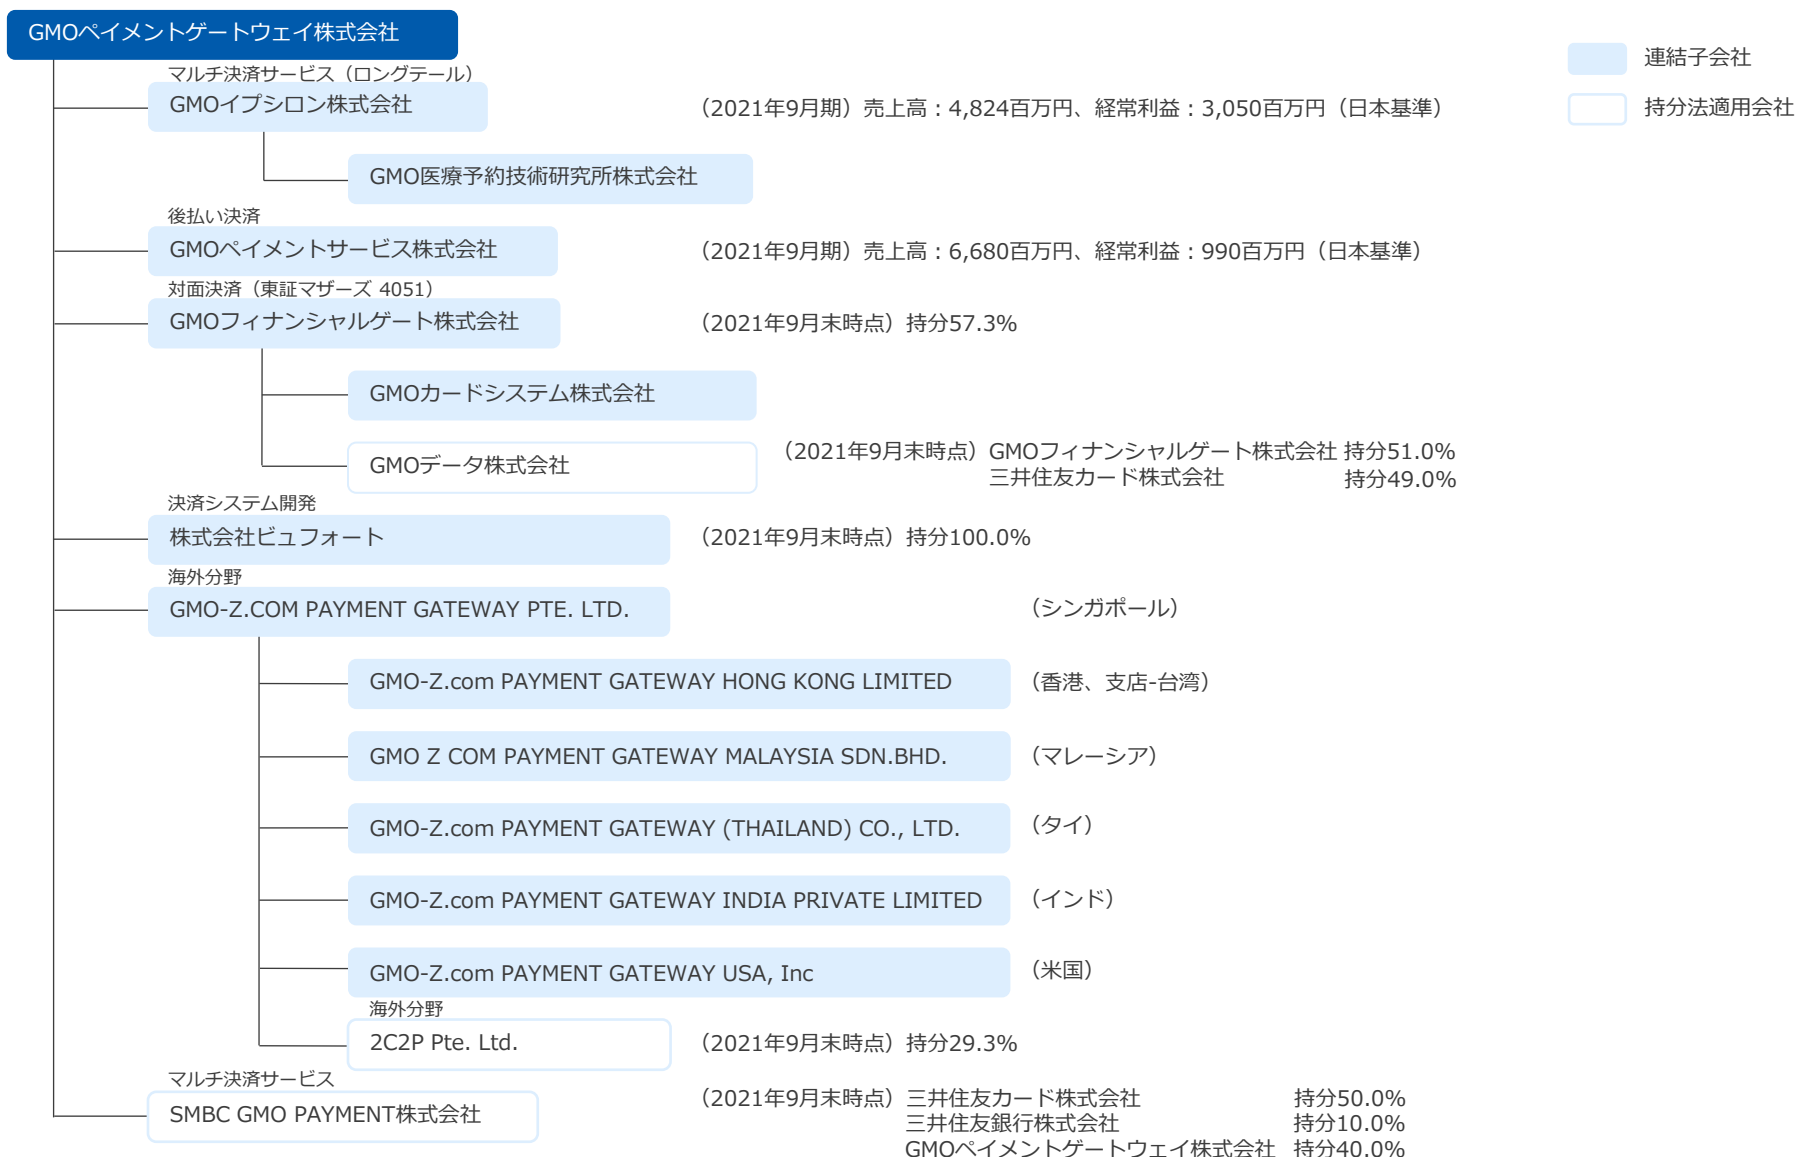 GMOペイメントゲートウェイ株式会社
連結子会社
持分法適用会社
マルチ決済サービス（ロングテール）
GMOイプシロン株式会社
（2021年9月期）売上高：4,824百万円、経常利益：3,050百万円（日本基準）
GMO医療予約技術研究所株式会社
後払い決済
GMOペイメントサービス株式会社
（2021年9月期）売上高：6,680百万円、経常利益：990百万円（日本基準）
対面決済（東証マザーズ 4051）
GMOフィナンシャルゲート株式会社
（2021年9月末時点）持分57.3%
GMOカードシステム株式会社
GMOデータ株式会社
（2021年9月末時点）GMOフィナンシャルゲート株式会社 持分51.0%
三井住友カード株式会社 持分49.0%
決済システム開発
株式会社ビュフォート
（2021年9月末時点）持分100.0%
海外分野
GMO-Z.COM PAYMENT GATEWAY PTE. LTD.
（シンガポール）
GMO-Z.com PAYMENT GATEWAY HONG KONG LIMITED
（香港、支店-台湾）
GMO Z COM PAYMENT GATEWAY MALAYSIA SDN.BHD.
（マレーシア）
GMO-Z.com PAYMENT GATEWAY (THAILAND) CO., LTD.
（タイ）
GMO-Z.com PAYMENT GATEWAY INDIA PRIVATE LIMITED
（インド）
GMO-Z.com PAYMENT GATEWAY USA, Inc
（米国）
海外分野
2C2P Pte. Ltd.
（2021年9月末時点）持分29.3%
マルチ決済サービス
SMBC GMO PAYMENT株式会社
（2021年9月末時点）三井住友カード株式会社 持分50.0%
三井住友銀行株式会社 持分10.0%
GMOペイメントゲートウェイ株式会社 持分40.0%